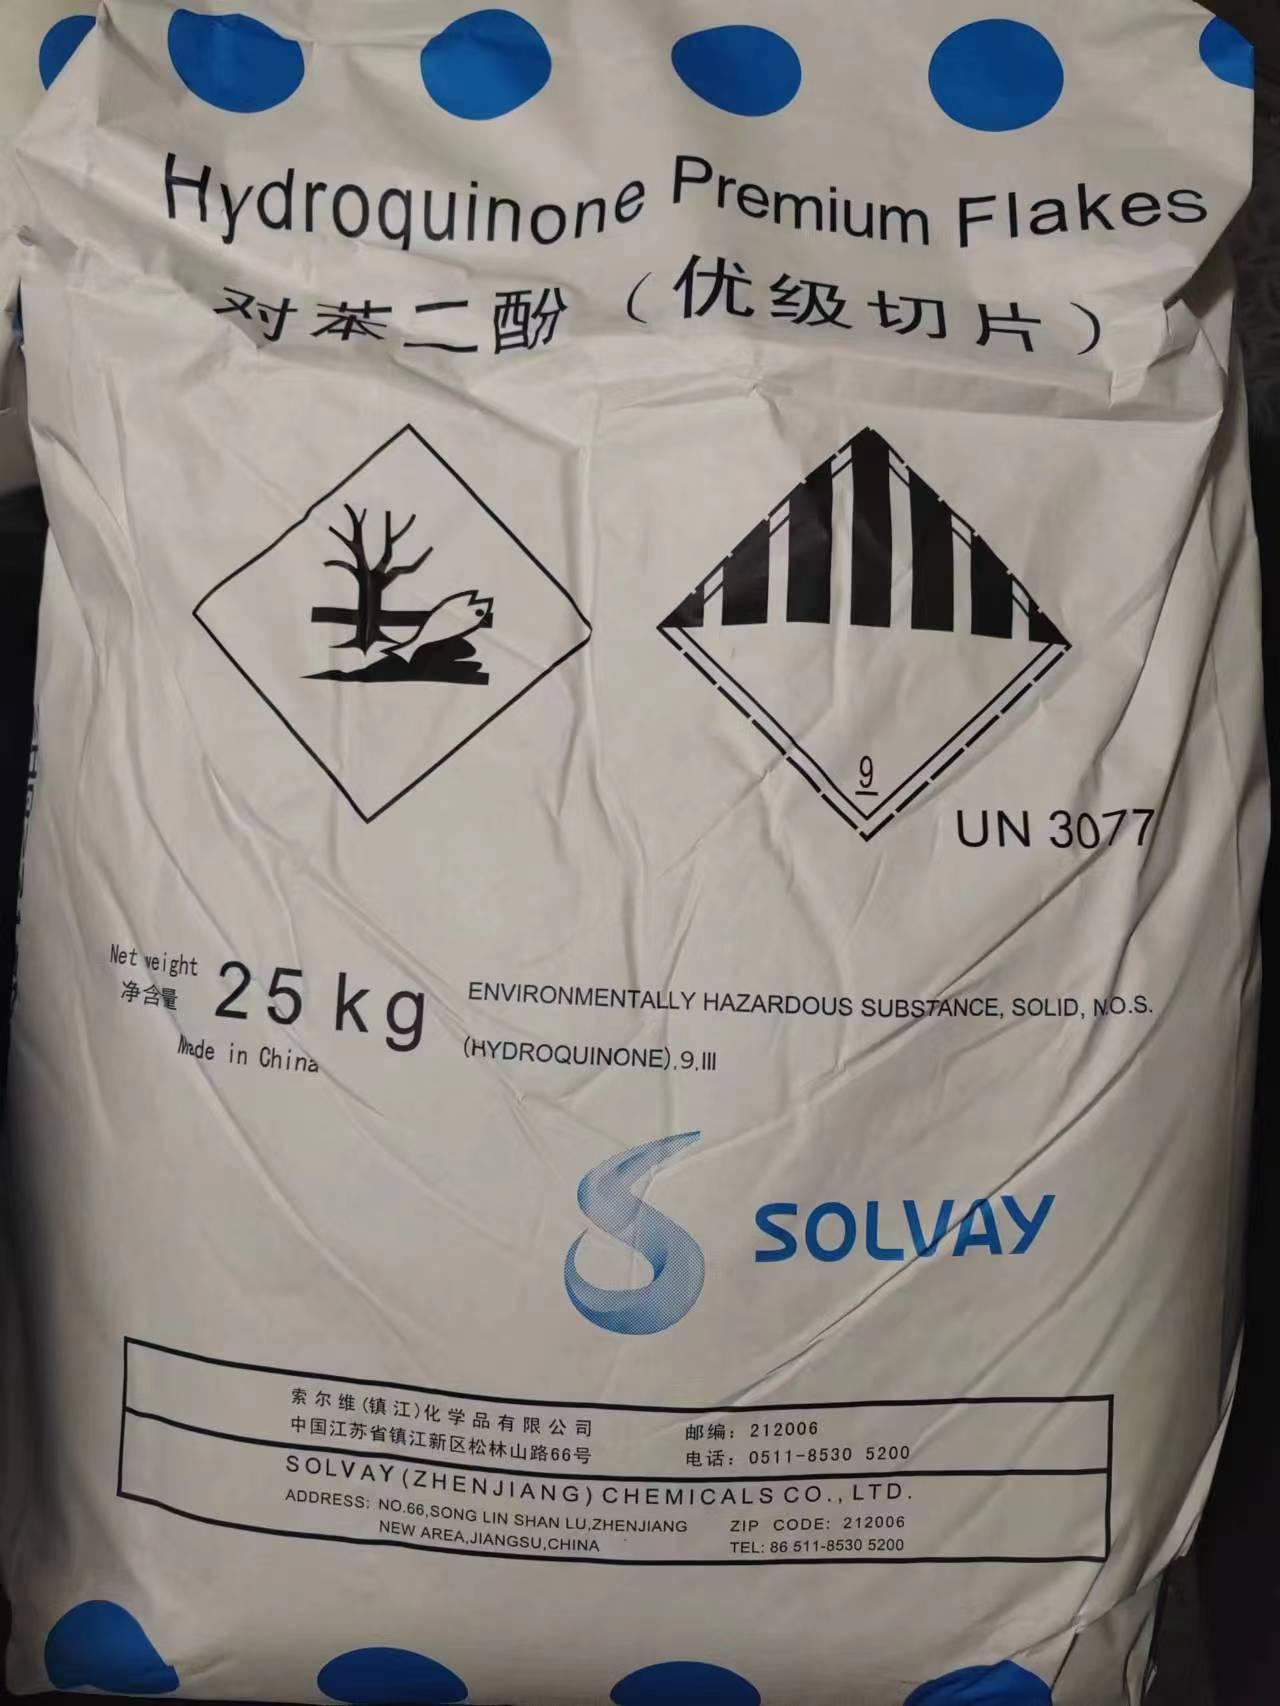 Hydroquinone Premium Flakes
对苯二酚（优级切片）
9
UN 3077
Net weight
净含量
25kg
Made in China
ENVIRONMENTALLY HAZARDOUS SUBSTANCE, SOLID, N.O.S.
(HYDROQUINONE),9,III
SOLVAY
索尔维(镇江)化学品有限公司
中国江苏省镇江新区松林山路66号
邮编: 212006
电话: 0511-8530 5200
SOLVAY(ZHENJIANG)CHEMICALS CO., LTD.
ADDRESS: NO.66,SONG LIN SHAN LU,ZHENJIANG
NEW AREA,JIANGSU,CHINA
ZIP CODE: 212006
TEL: 86 511-8530 5200